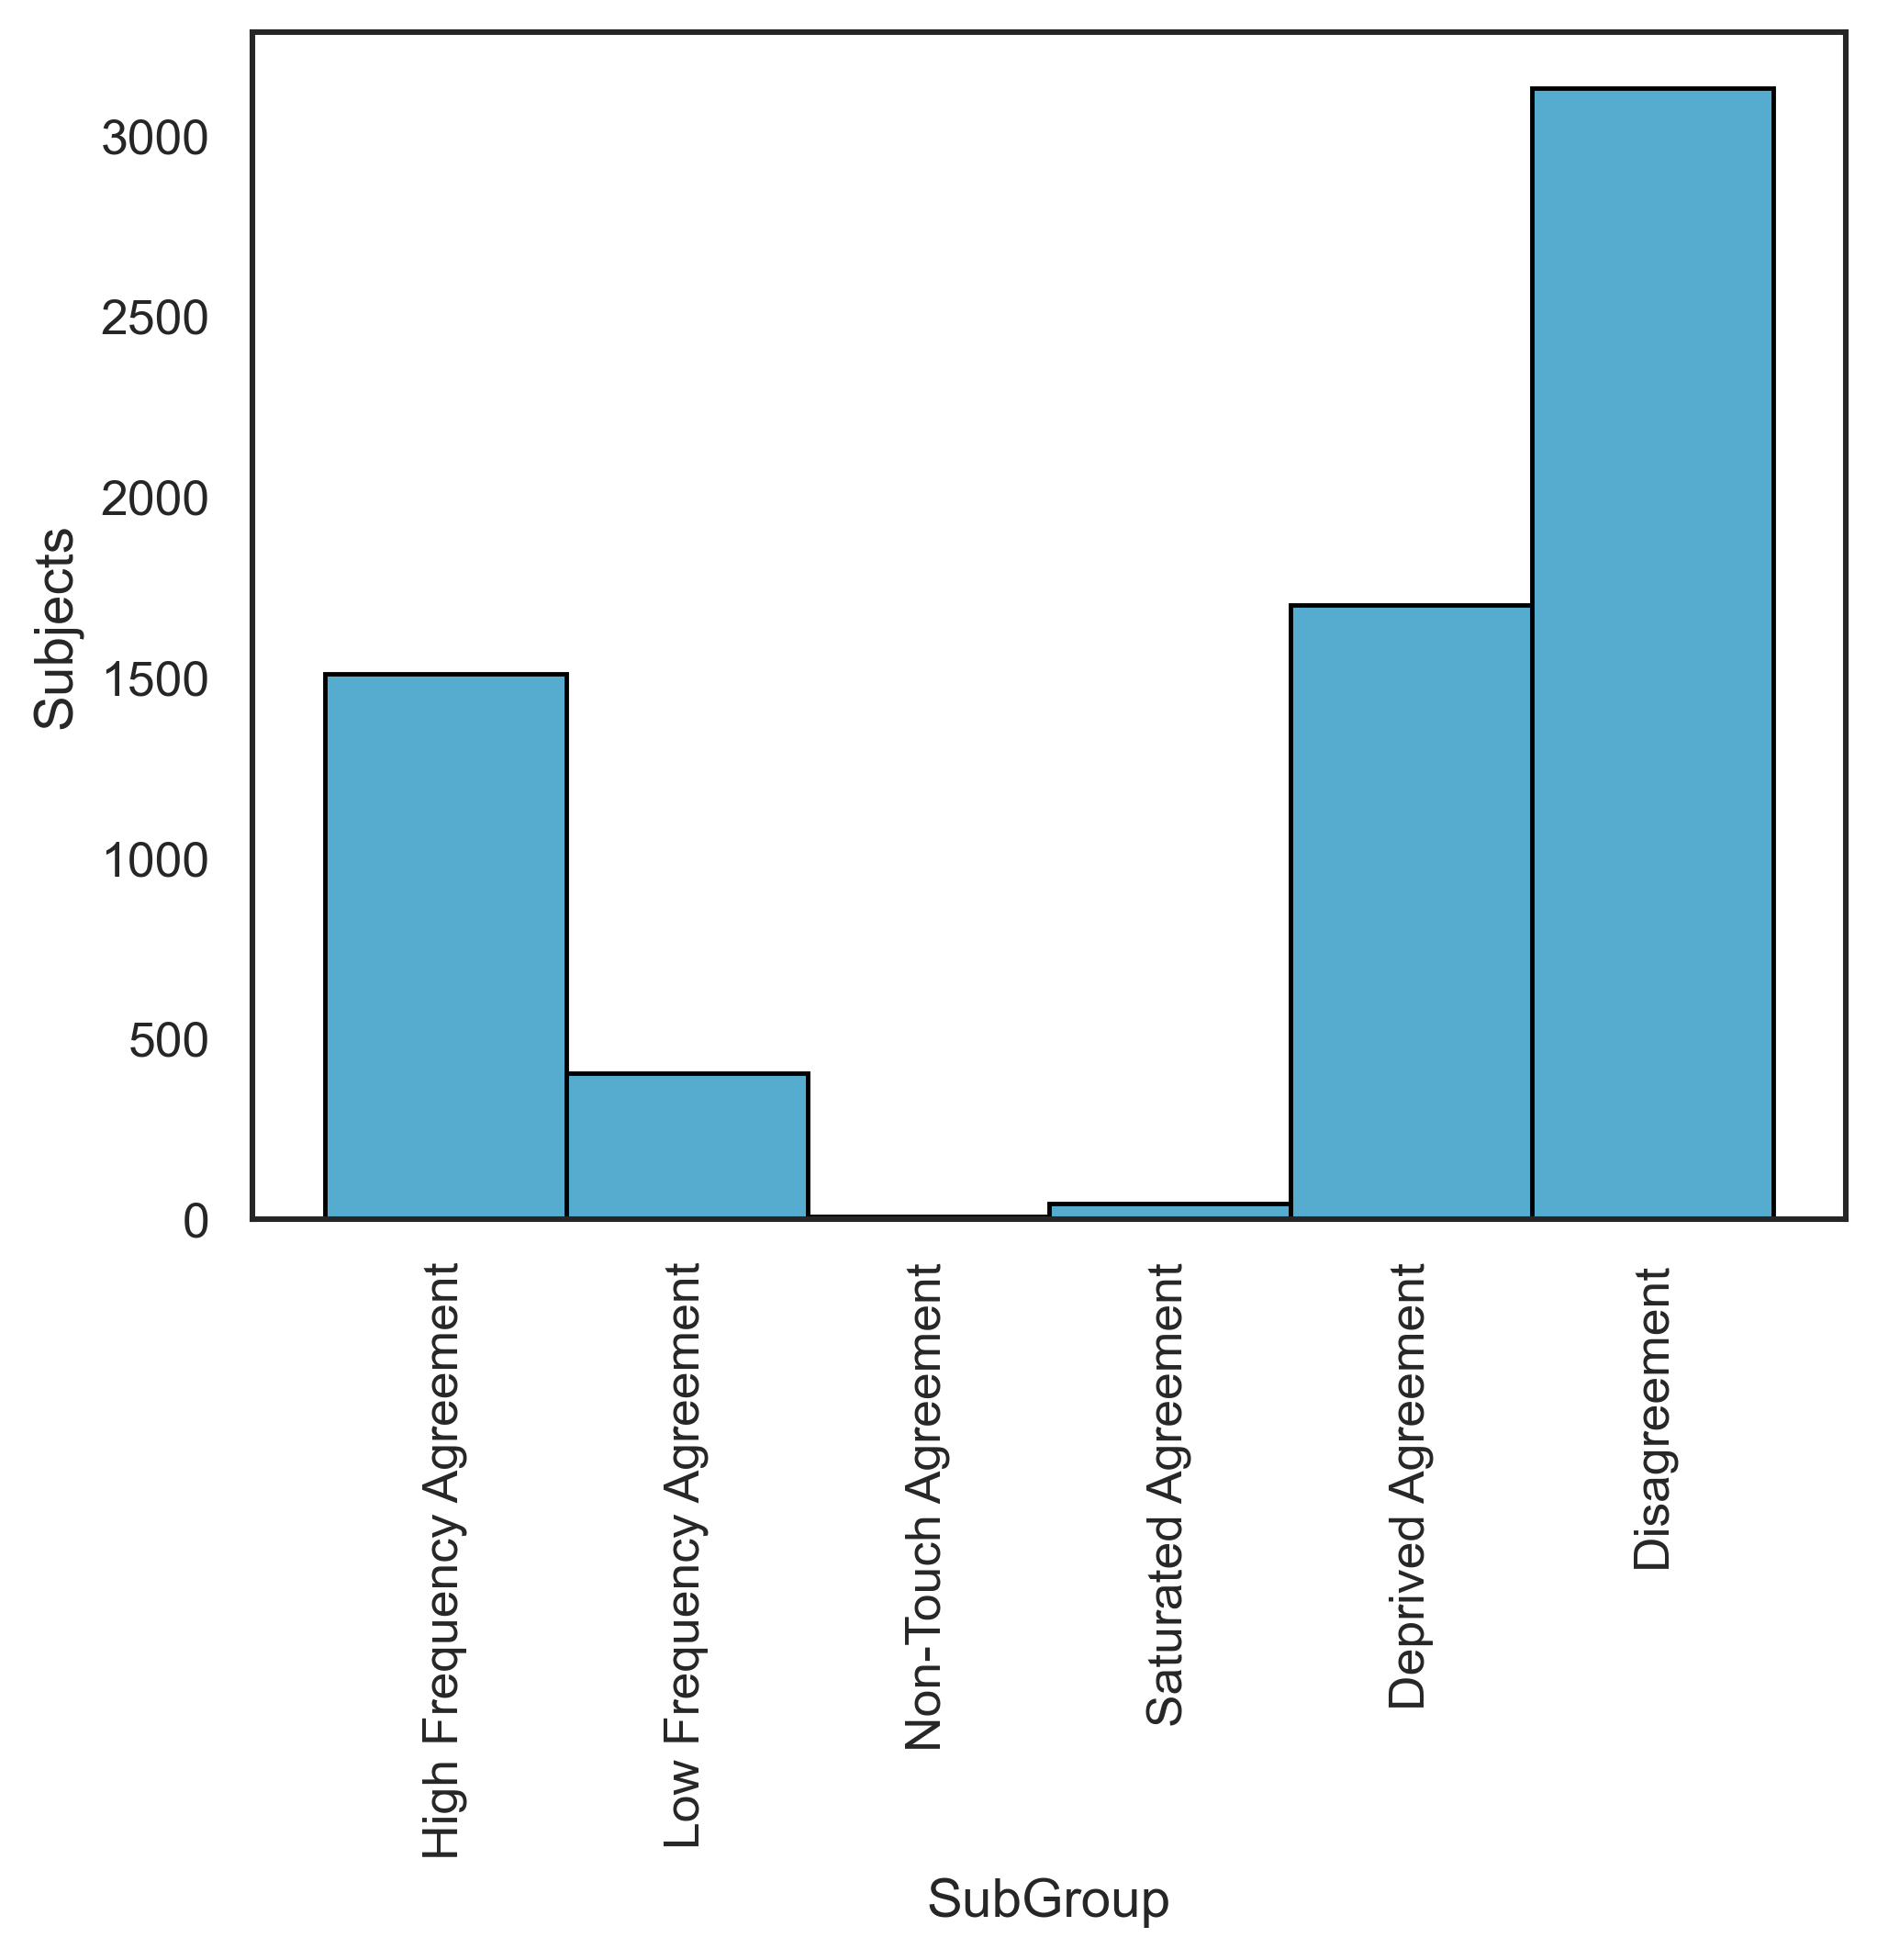 Subjects
3000
2500
2000
1500
1000
500
0
High Frequency Agreement
Low Frequency Agreement
Non-Touch Agreement
Saturated Agreement
Deprived Agreement
Disagreement
SubGroup